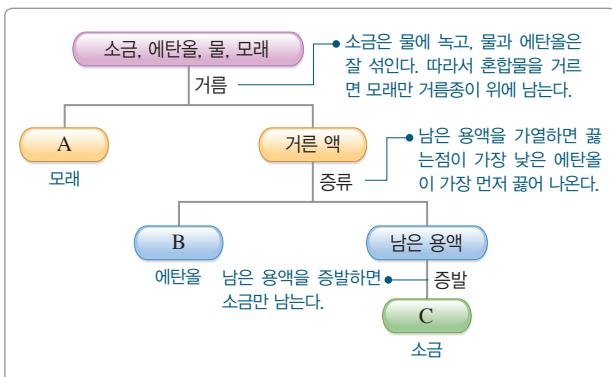 소금, 에탄올, 물, 모래
소금은 물에 녹고, 물과 에탄올은
잘 섞인다. 따라서 혼합물을 거르
면 모래만 거름종이 위에 남는다.
거름
A
모래
거른 액
남은 용액을 가열하면 끓
는점이 가장 낮은 에탄올
이 가장 먼저 끓어 나온다.
증류
B
에탄올
남은 용액
남은 용액을 증발하면
소금만 남는다.
증발
C
소금